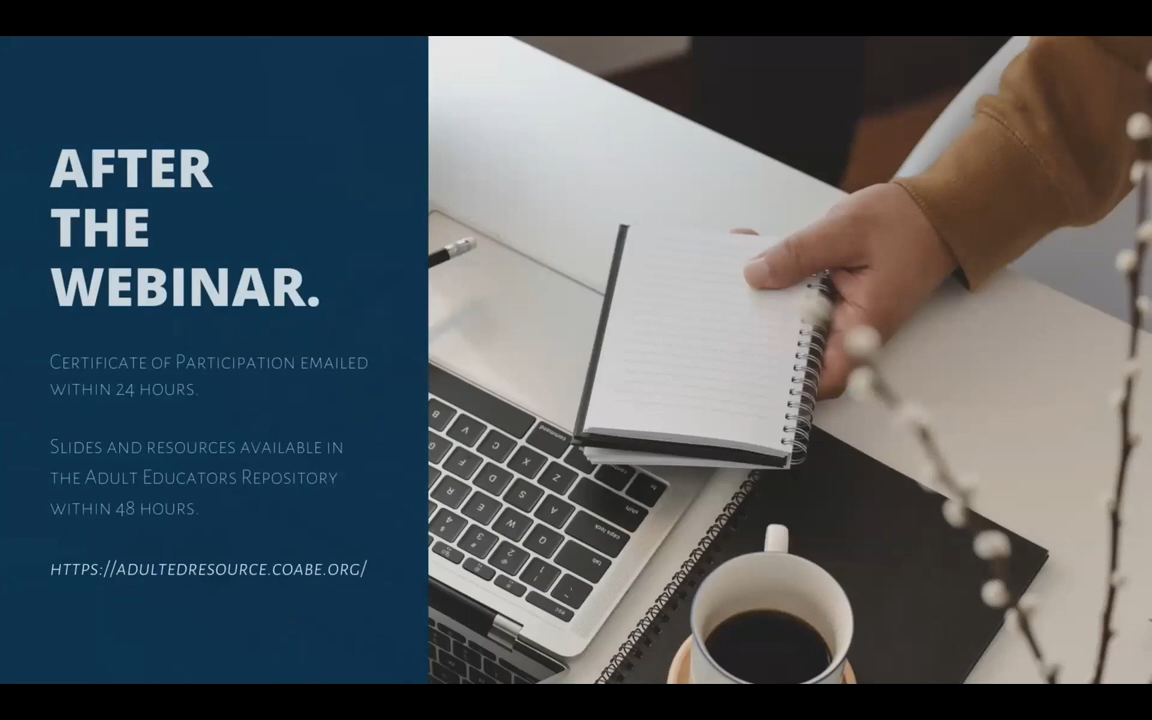 AFTER
THE
WEBINAR.
Certificate of Participation emailed
within 24 hours.
Slides and resources available in
the Adult Educators Repository
within 48 hours.
https://adultedresource.coabe.org/